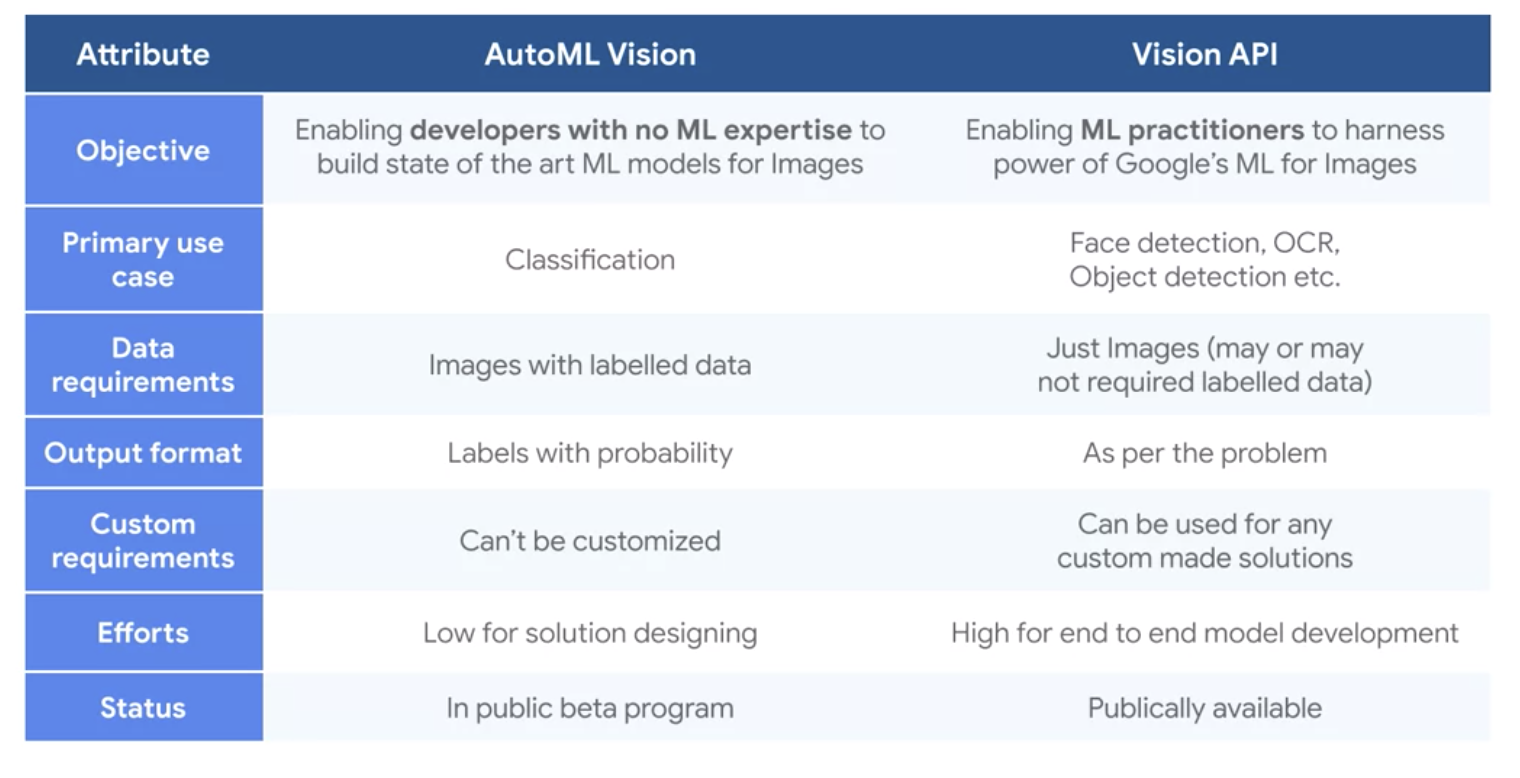 Attribute
AutoML Vision
Vision API
Objective
Enabling developers with no ML expertise to
build state of the art ML models for Images
Enabling ML practitioners to harness
power of Google's ML for Images
Primary use
case
Classification
Face detection, OCR,
Object detection etc.
Data
requirements
Images with labelled data
Just Images (may or may
not required labelled data)
Output format
Labels with probability
As per the problem
Custom
requirements
Can't be customized
Can be used for any
custom made solutions
Efforts
Low for solution designing
High for end to end model development
Status
In public beta program
Publically available